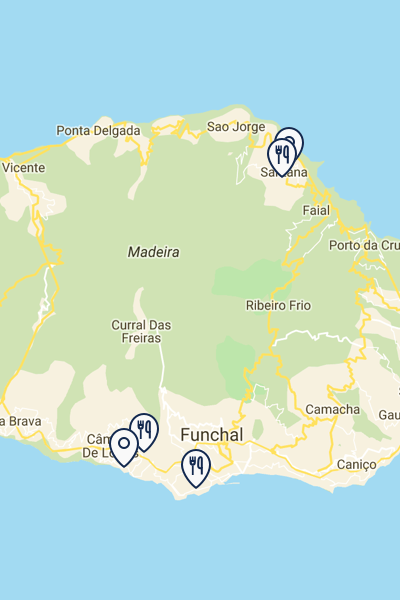 Sao Jorge
Ponta Delgada
Vicente
Santana
Faial
Porto da Cru
Madeira
Ribeiro Frio
Curral Das
Freiras
Camacha
Gau
a Brava
Funchal
Câm
De Lo
Caniço